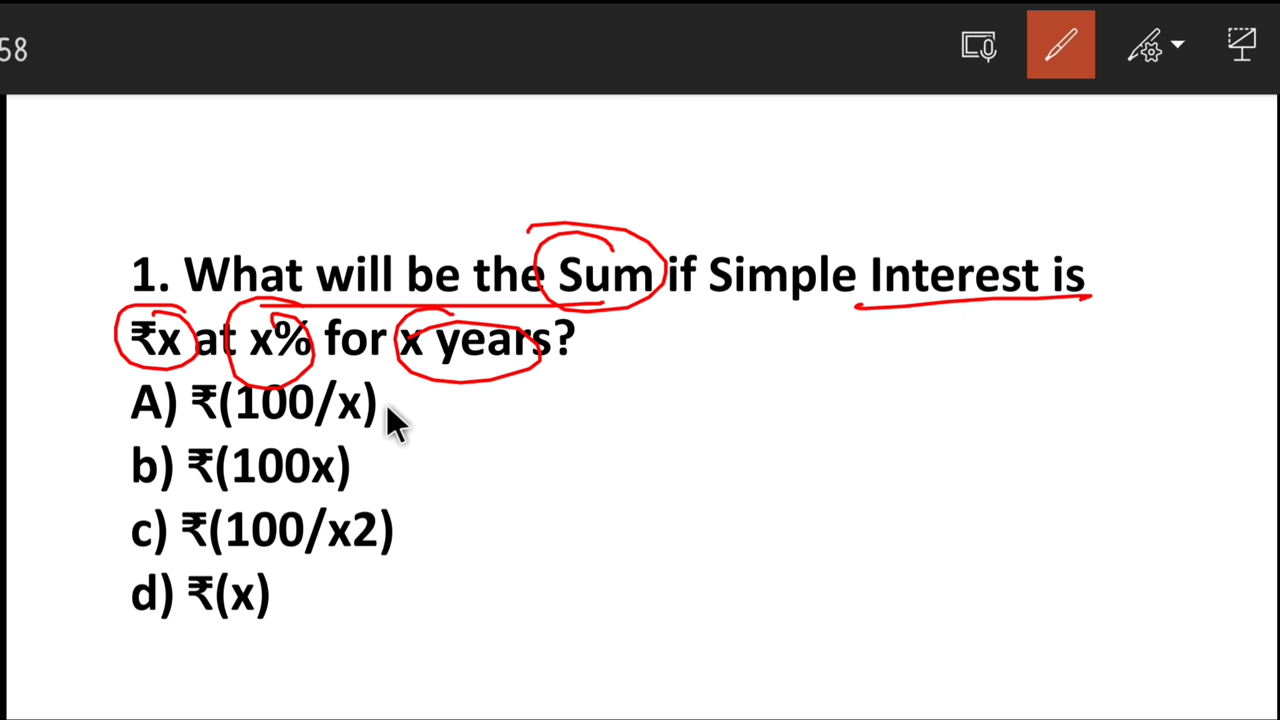 58
1. What will be the Sum if Simple Interest is
₹x at x% for x years?
A) ₹(100/x)
b) ₹(100x)
c) ₹(100/x2)
d) ₹(x)